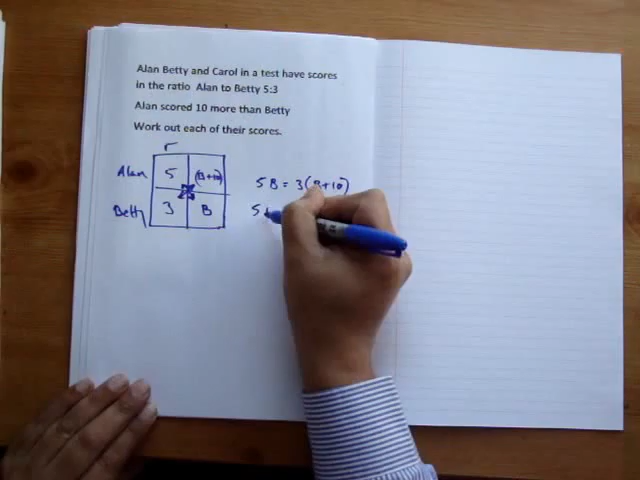 Alan Betty and Carol in a test have scores
in the ratio Alan to Betty 5:3
Alan scored 10 more than Betty
Work out each of their scores.
r
Alan 5 (B+10)
5B = 3(B+10)
Betty 3 B
5